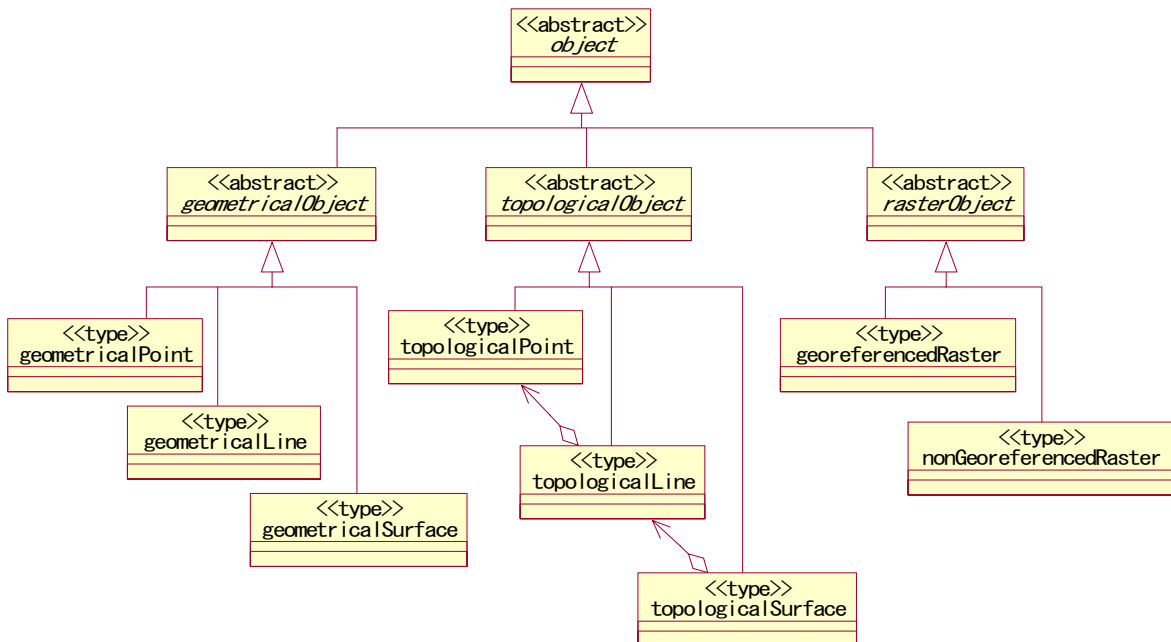 <<abstract>>
object
<<abstract>>
geometricalObject
<<abstract>>
topologicalObject
<<abstract>>
rasterObject
<<type>>
geometricalPoint
<<type>>
topologicalPoint
<<type>>
georeferencedRaster
<<type>>
geometricalLine
<<type>>
nonGeoreferencedRaster
<<type>>
topologicalLine
<<type>>
geometricalSurface
<<type>>
topologicalSurface